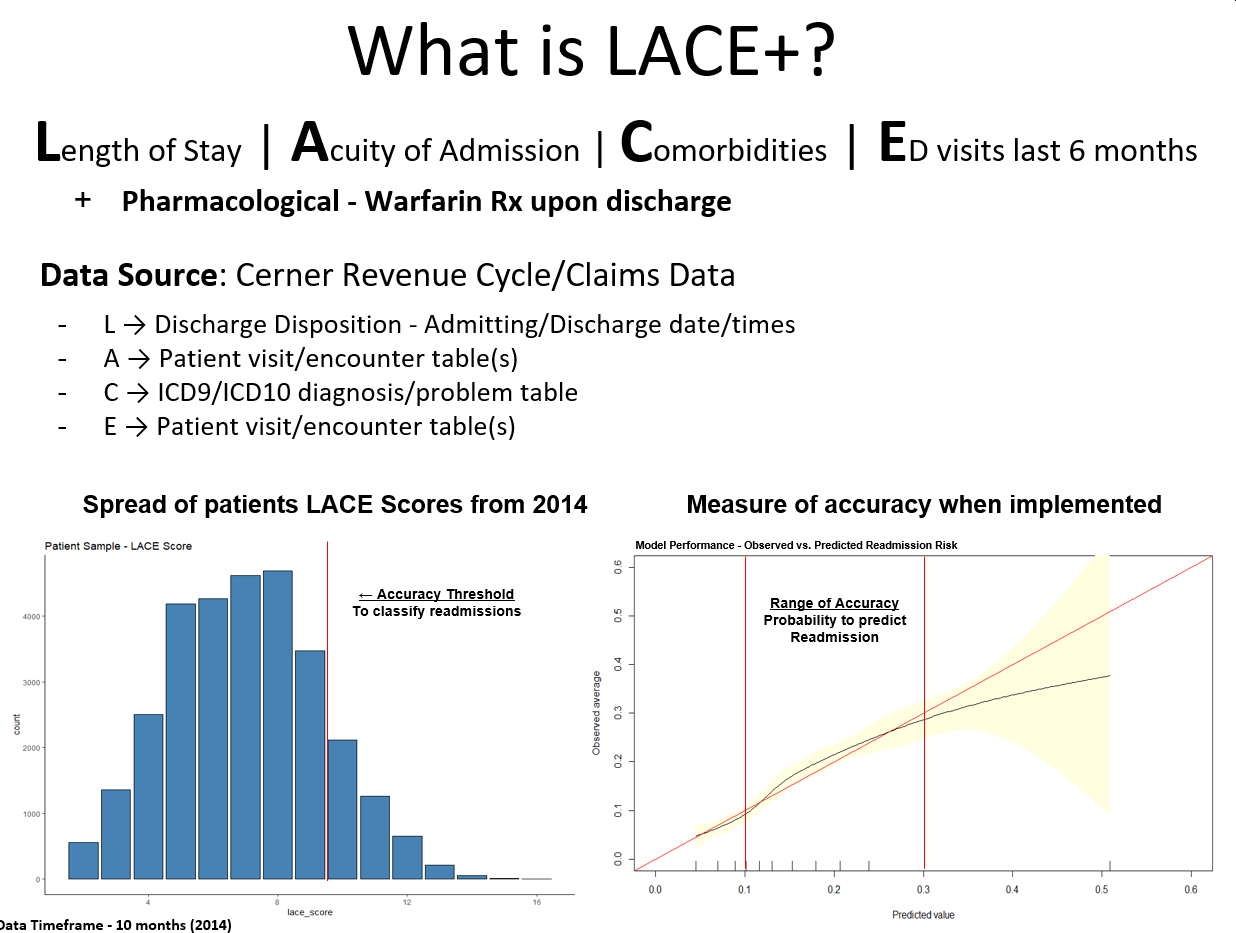 What is LACE+?
Length of Stay | Acuity of Admission | Comorbidities | ED visits last 6 months
+ Pharmacological - Warfarin Rx upon discharge
Data Source: Cerner Revenue Cycle/Claims Data
- L → Discharge Disposition - Admitting/Discharge date/times
- A → Patient visit/encounter table(s)
- C → ICD9/ICD10 diagnosis/problem table
- E → Patient visit/encounter table(s)
Spread of patients LACE Scores from 2014
Patient Sample - LACE Score
← Accuracy Threshold
To classify readmissions
4000
3000
2000
1000
0
count
4 8 12 16
lace_score
Data Timeframe - 10 months (2014)
Measure of accuracy when implemented
Model Performance - Observed vs. Predicted Readmission Risk
Range of Accuracy
Probability to predict
Readmission
0.6
0.5
0.4
0.3
0.2
0.1
0.0
Observed average
0.0 0.1 0.2 0.3 0.4 0.5 0.6
Predicted value